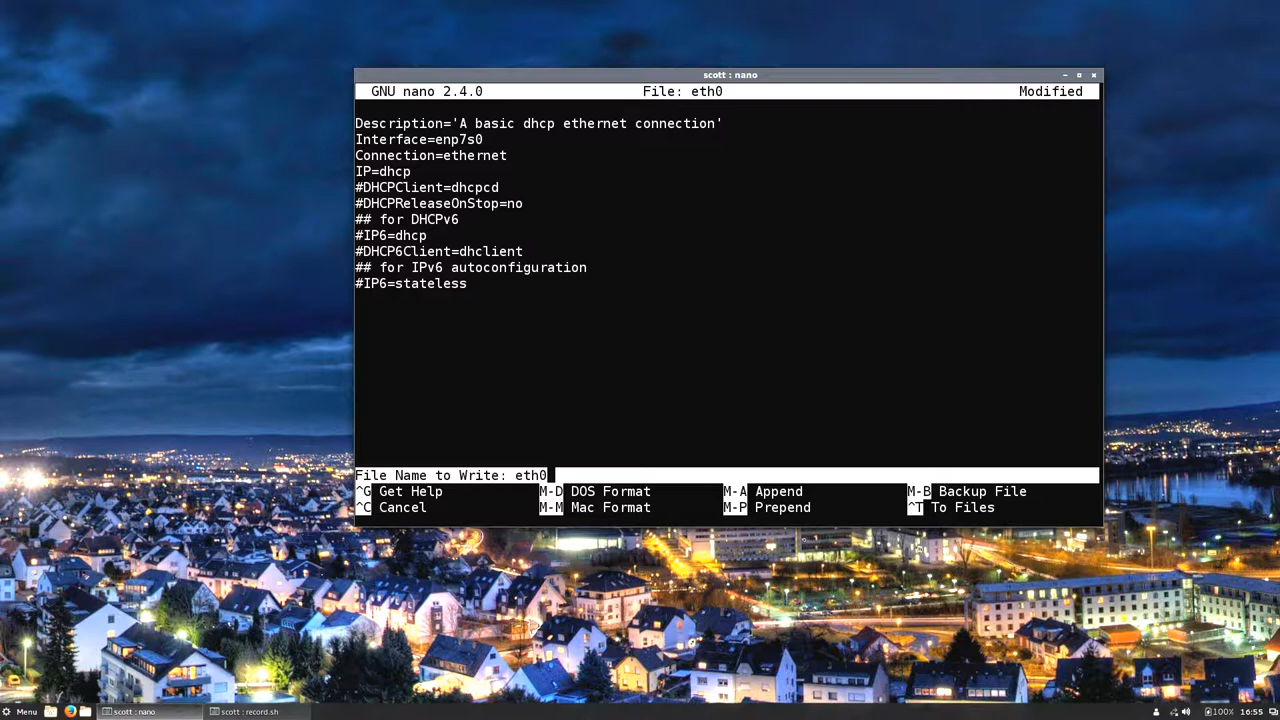 scott : nano
GNU nano 2.4.0 File: eth0 Modified
Description='A basic dhcp ethernet connection'
Interface=enp7s0
Connection=ethernet
IP=dhcp
#DHCPClient=dhcpcd
#DHCPReleaseOnStop=no
## for DHCPv6
#IP6=dhcp
#DHCP6Client=dhclient
## for IPv6 autoconfiguration
#IP6=stateless
File Name to Write: eth0
^G Get Help M-D DOS Format M-A Append M-B Backup File
^C Cancel M-M Mac Format M-P Prepend ^T To Files
Menu scott : nano scott : record.sh 100% 16:55